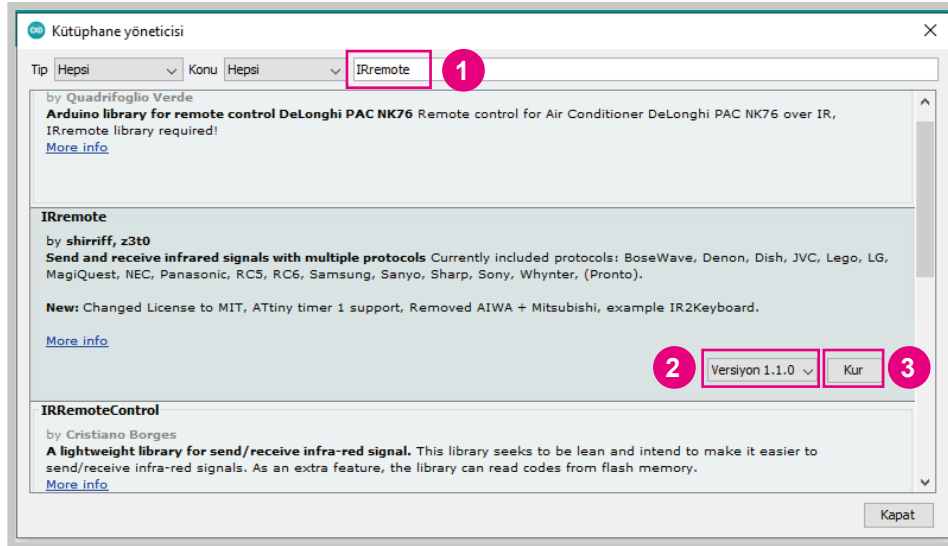 Kütüphane yöneticisi
Tip Hepsi Konu Hepsi IRremote 1
by Quadrifoglio Verde
Arduino library for remote control DeLonghi PAC NK76 Remote control for Air Conditioner DeLonghi PAC NK76 over IR,
IRremote library required!
More info
IRremote
by shirriff, z3t0
Send and receive infrared signals with multiple protocols Currently included protocols: BoseWave, Denon, Dish, JVC, Lego, LG,
MagiQuest, NEC, Panasonic, RC5, RC6, Samsung, Sanyo, Sharp, Sony, Whynter, (Pronto).
New: Changed License to MIT, ATtiny timer 1 support, Removed AIWA + Mitsubishi, example IR2Keyboard.
More info
2 Versiyon 1.1.0 Kur 3
IRRemoteControl
by Cristiano Borges
A lightweight library for send/receive infra-red signal. This library seeks to be lean and intend to make it easier to
send/receive infra-red signals. As an extra feature, the library can read codes from flash memory.
More info
Kapat